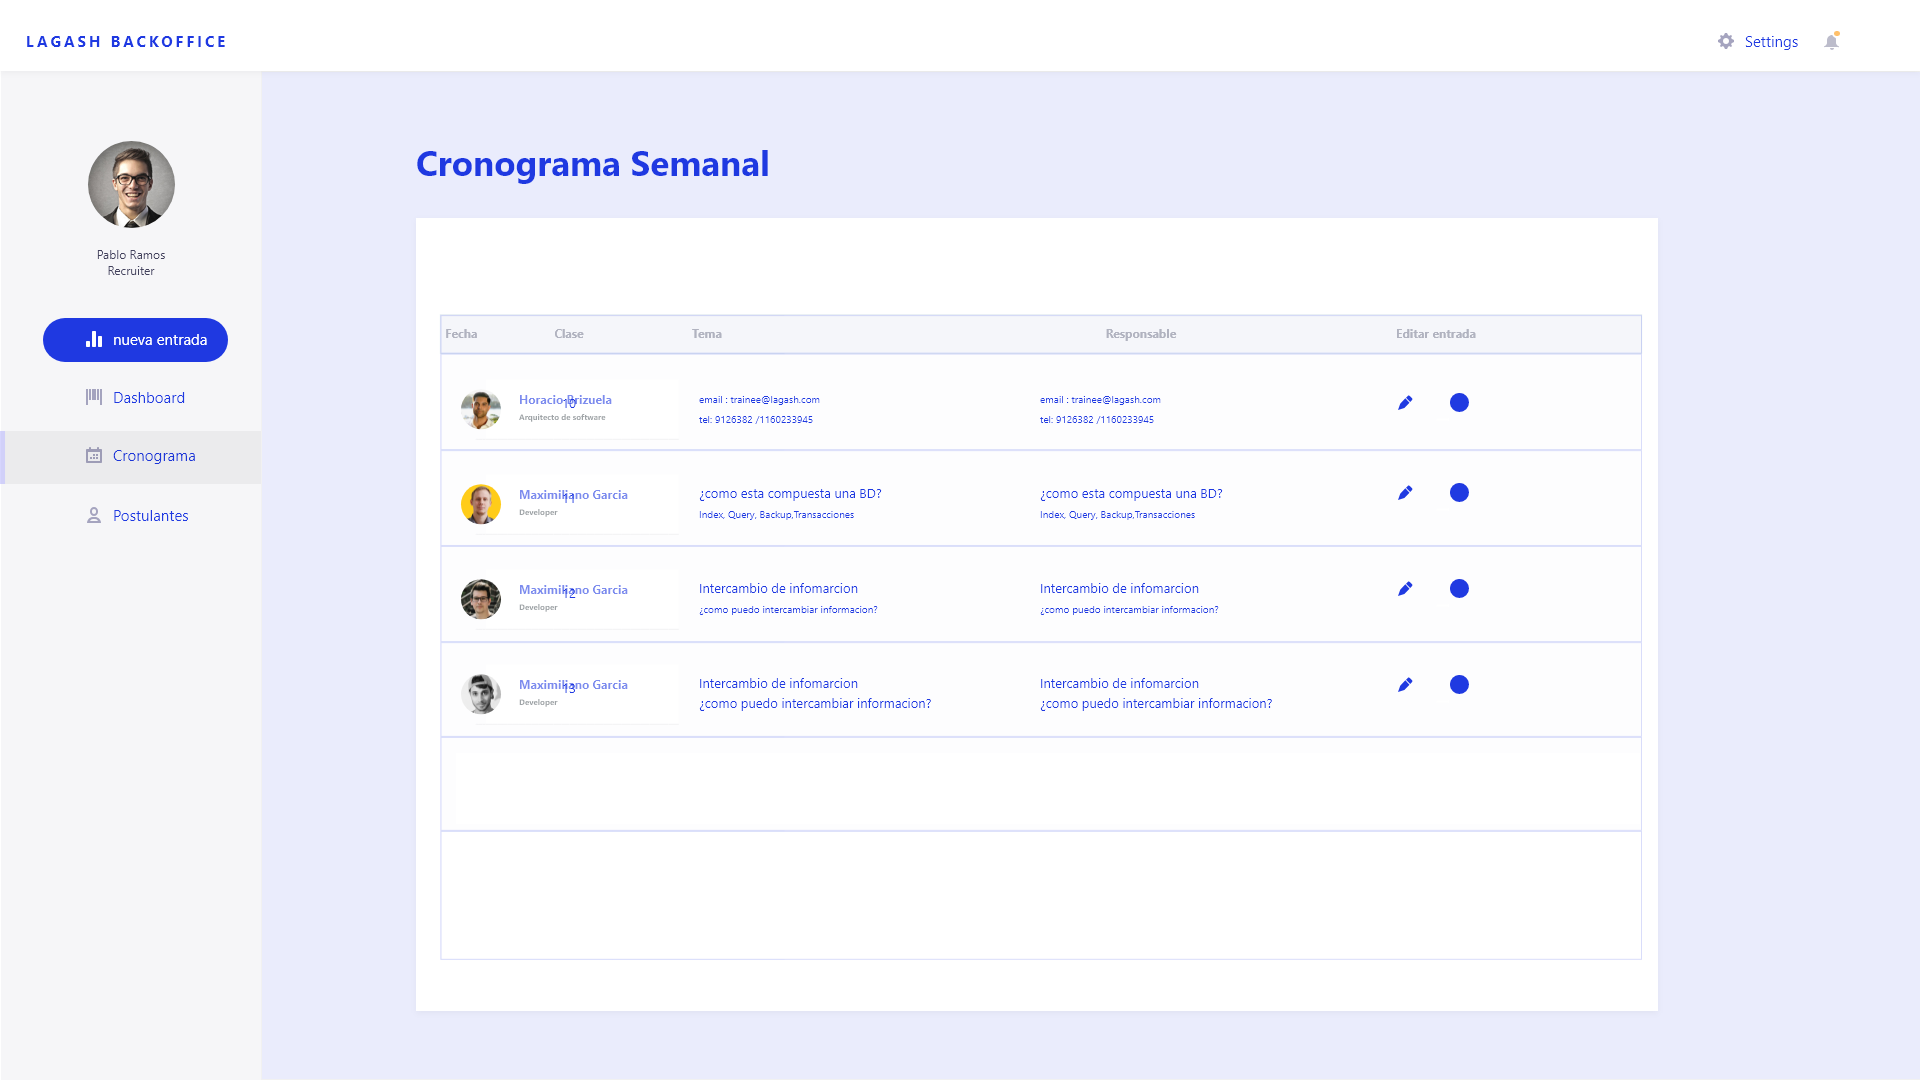 LAGASH BACKOFFICE
Settings
Pablo Ramos
Recruiter
nueva entrada
Dashboard
Cronograma
Postulantes
Cronograma Semanal
Fecha Clase Tema Responsable Editar entrada
Horacio Brizuela 10 email : trainee@lagash.com email : trainee@lagash.com
Arquitecto de software tel: 9126382 /1160233945 tel: 9126382 /1160233945
Maximiliano Garcia 11 ¿como esta compuesta una BD? ¿como esta compuesta una BD?
Developer Index, Query, Backup,Transacciones Index, Query, Backup,Transacciones
Maximiliano Garcia 12 Intercambio de infomarcion Intercambio de infomarcion
Developer ¿como puedo intercambiar informacion? ¿como puedo intercambiar informacion?
Maximiliano Garcia 13 Intercambio de infomarcion Intercambio de infomarcion
Developer ¿como puedo intercambiar informacion? ¿como puedo intercambiar informacion?